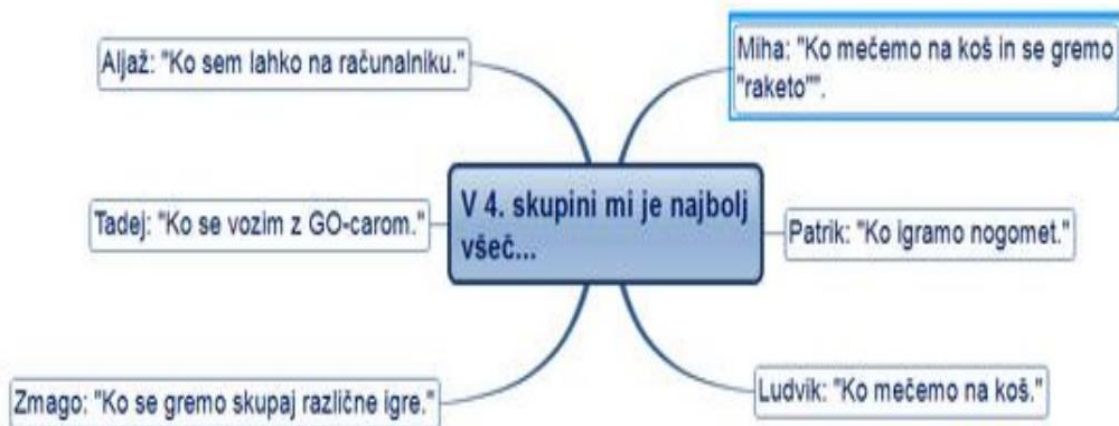 Aljaž: "Ko sem lahko na računalniku."
Miha: "Ko mečemo na koš in se gremo
"raketo"".
Tadej: "Ko se vozim z GO-carom."
V 4. skupini mi je najbolj
všeč...
Patrik: "Ko igramo nogomet."
Zmago: "Ko se gremo skupaj različne igre."
Ludvik: "Ko mečemo na koš."